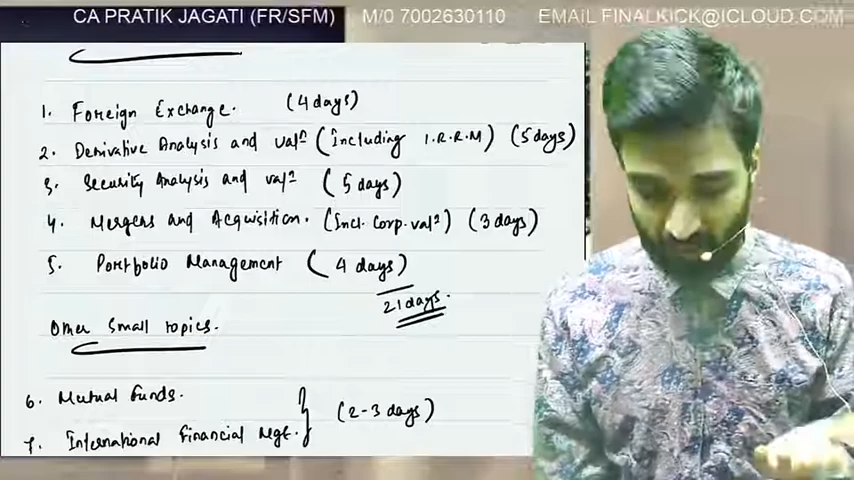 CA PRATIK JAGATI (FR/SFM) M/0 7002630110 EMAIL FINALKICK@ICLOUD.COM
1. Foreign Exchange. (4 days)
2. Derivative Analysis and valⁿ (Including I.R.R.M) (5 days)
3. Security Analysis and valⁿ (5 days)
4. Mergers and Acquisition. (Incl. Corp. valⁿ) (3 days)
5. Portfolio Management (4 days)
21 days.
Other Small topics.
6. Mutual Funds.
7. International Financial Mgt. (2-3 days)